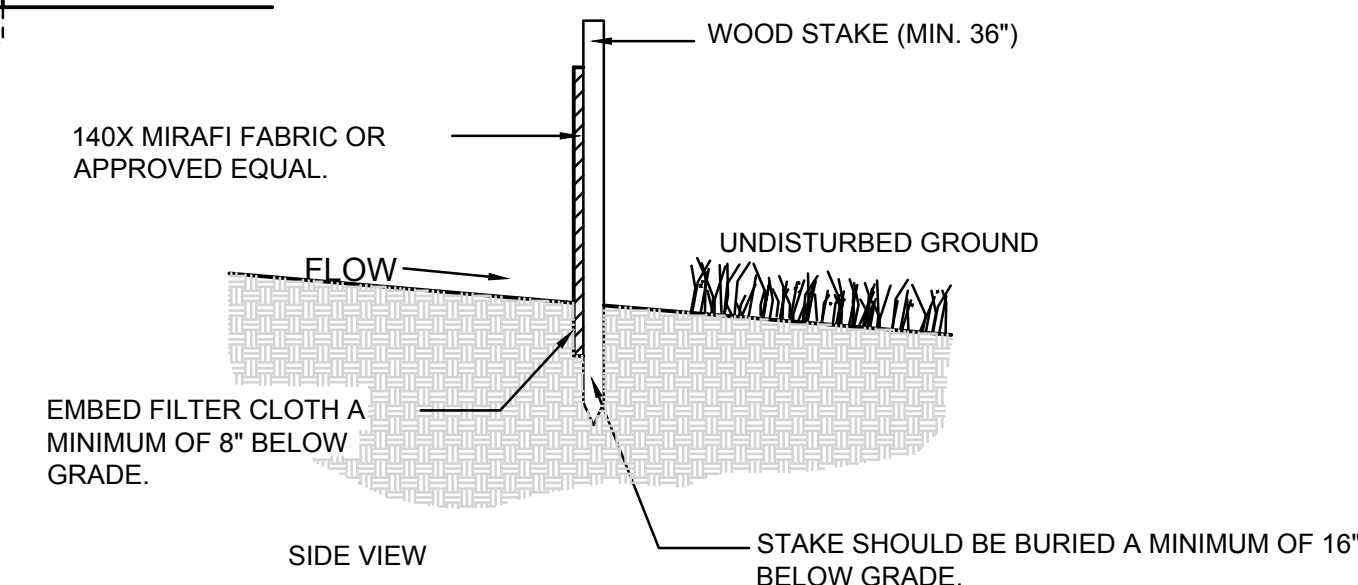 WOOD STAKE (MIN. 36")
140X MIRAFI FABRIC OR
APPROVED EQUAL.
UNDISTURBED GROUND
FLOW
EMBED FILTER CLOTH A
MINIMUM OF 8" BELOW
GRADE.
SIDE VIEW
STAKE SHOULD BE BURIED A MINIMUM OF 16"
BELOW GRADE.